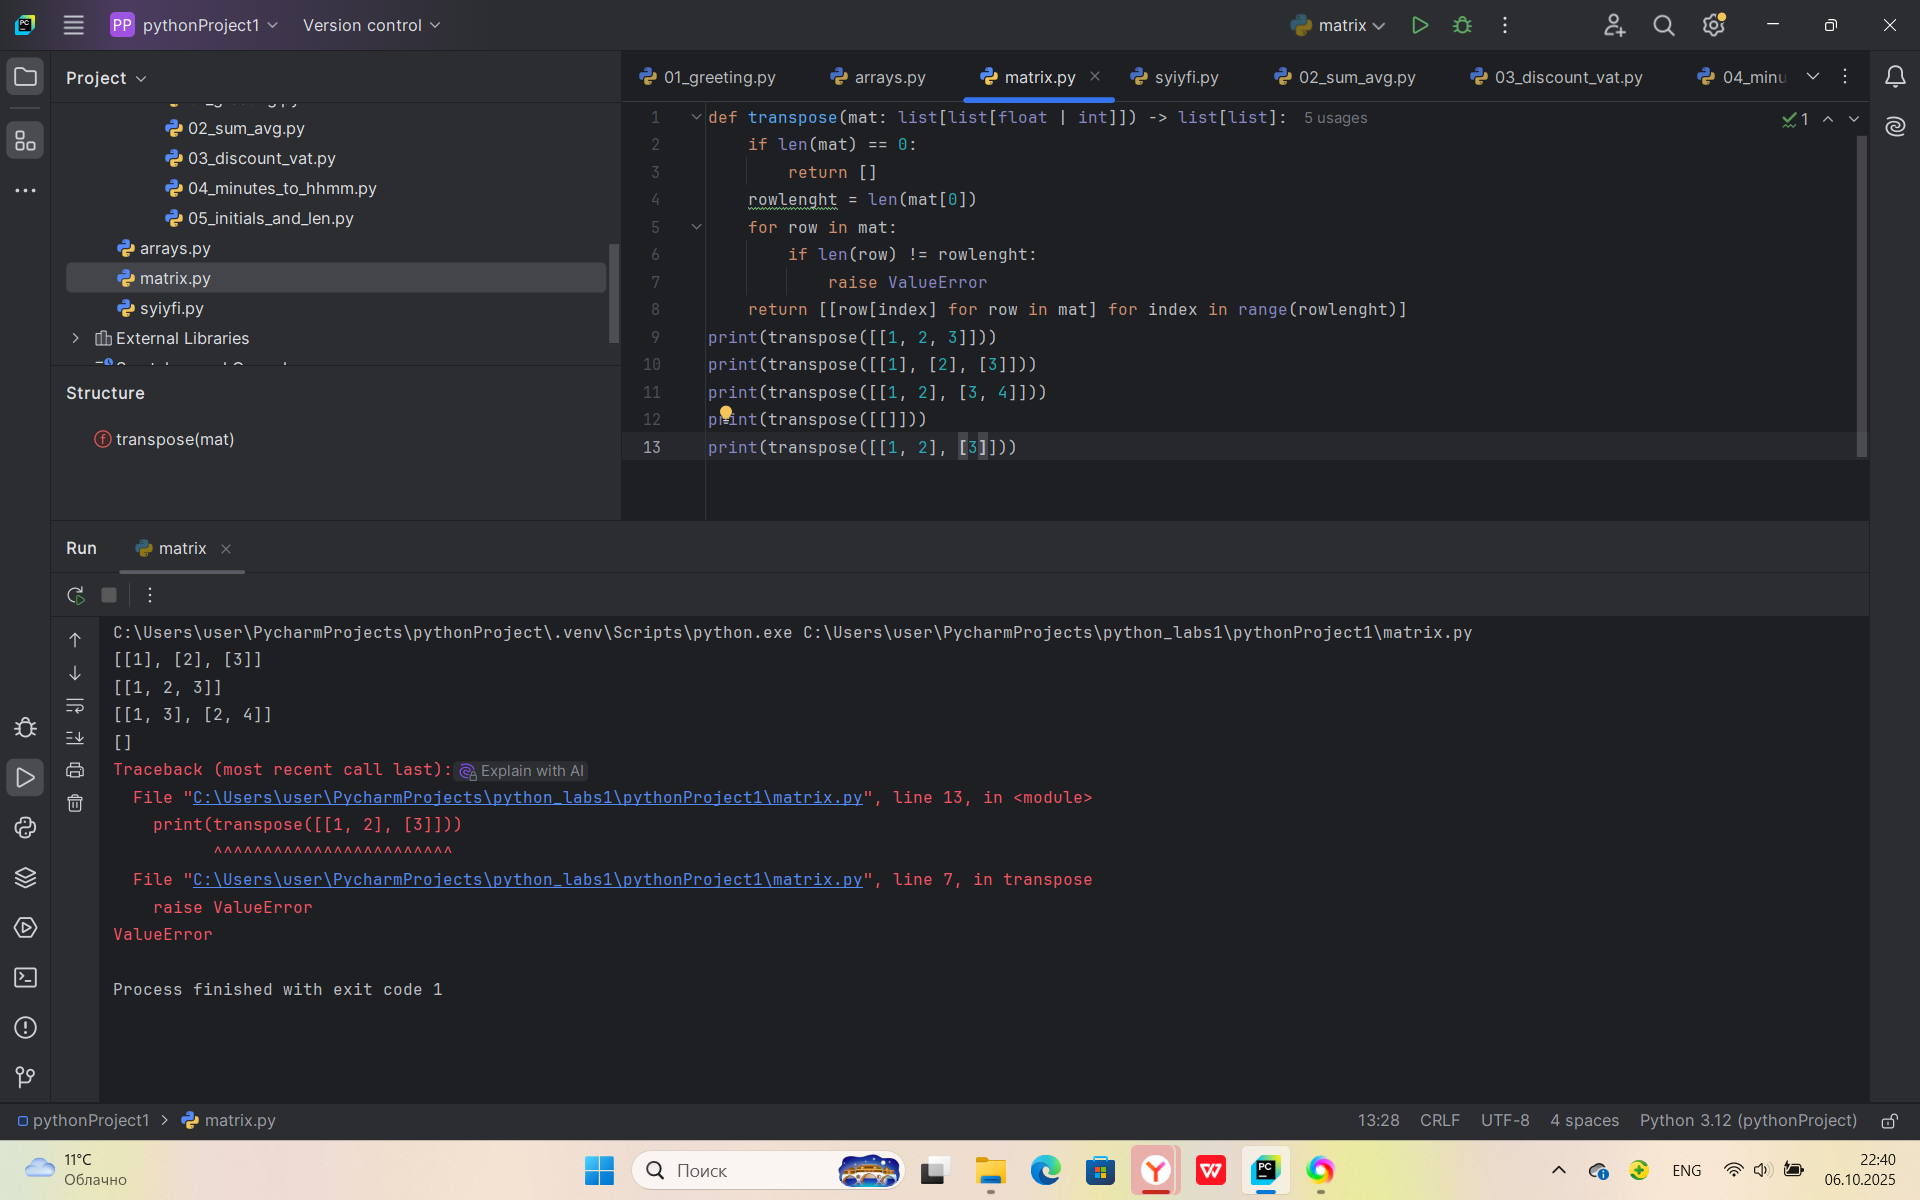 PP pythonProject1 Version control matrix
Project
01_greeting.py arrays.py matrix.py syiyfi.py 02_sum_avg.py 03_discount_vat.py 04_minu
02_sum_avg.py
03_discount_vat.py
04_minutes_to_hhmm.py
05_initials_and_len.py
arrays.py
matrix.py
syiyfi.py
External Libraries
Structure
transpose(mat)
1 def transpose(mat: list[list[float | int]]) -> list[list]: 5 usages
1
2 if len(mat) == 0:
3 return []
4 rowlenght = len(mat[0])
5 for row in mat:
6 if len(row) != rowlenght:
7 raise ValueError
8 return [[row[index] for row in mat] for index in range(rowlenght)]
9 print(transpose([[1, 2, 3]]))
10 print(transpose([[1], [2], [3]]))
11 print(transpose([[1, 2], [3, 4]]))
12 print(transpose([[]]))
13 print(transpose([[1, 2], [3]]))
Run matrix
C:\Users\user\PycharmProjects\pythonProject\.venv\Scripts\python.exe C:\Users\user\PycharmProjects\python_labs1\pythonProject1\matrix.py
[[1], [2], [3]]
[[1, 2, 3]]
[[1, 3], [2, 4]]
[]
Traceback (most recent call last): Explain with AI
File "C:\Users\user\PycharmProjects\python_labs1\pythonProject1\matrix.py", line 13, in <module>
print(transpose([[1, 2], [3]]))
^^^^^^^^^^^^^^^^^^^^^^^^
File "C:\Users\user\PycharmProjects\python_labs1\pythonProject1\matrix.py", line 7, in transpose
raise ValueError
ValueError
Process finished with exit code 1
pythonProject1 > matrix.py 13:28 CRLF UTF-8 4 spaces Python 3.12 (pythonProject)
11°C
Облачно
Поиск
ENG
22:40
06.10.2025